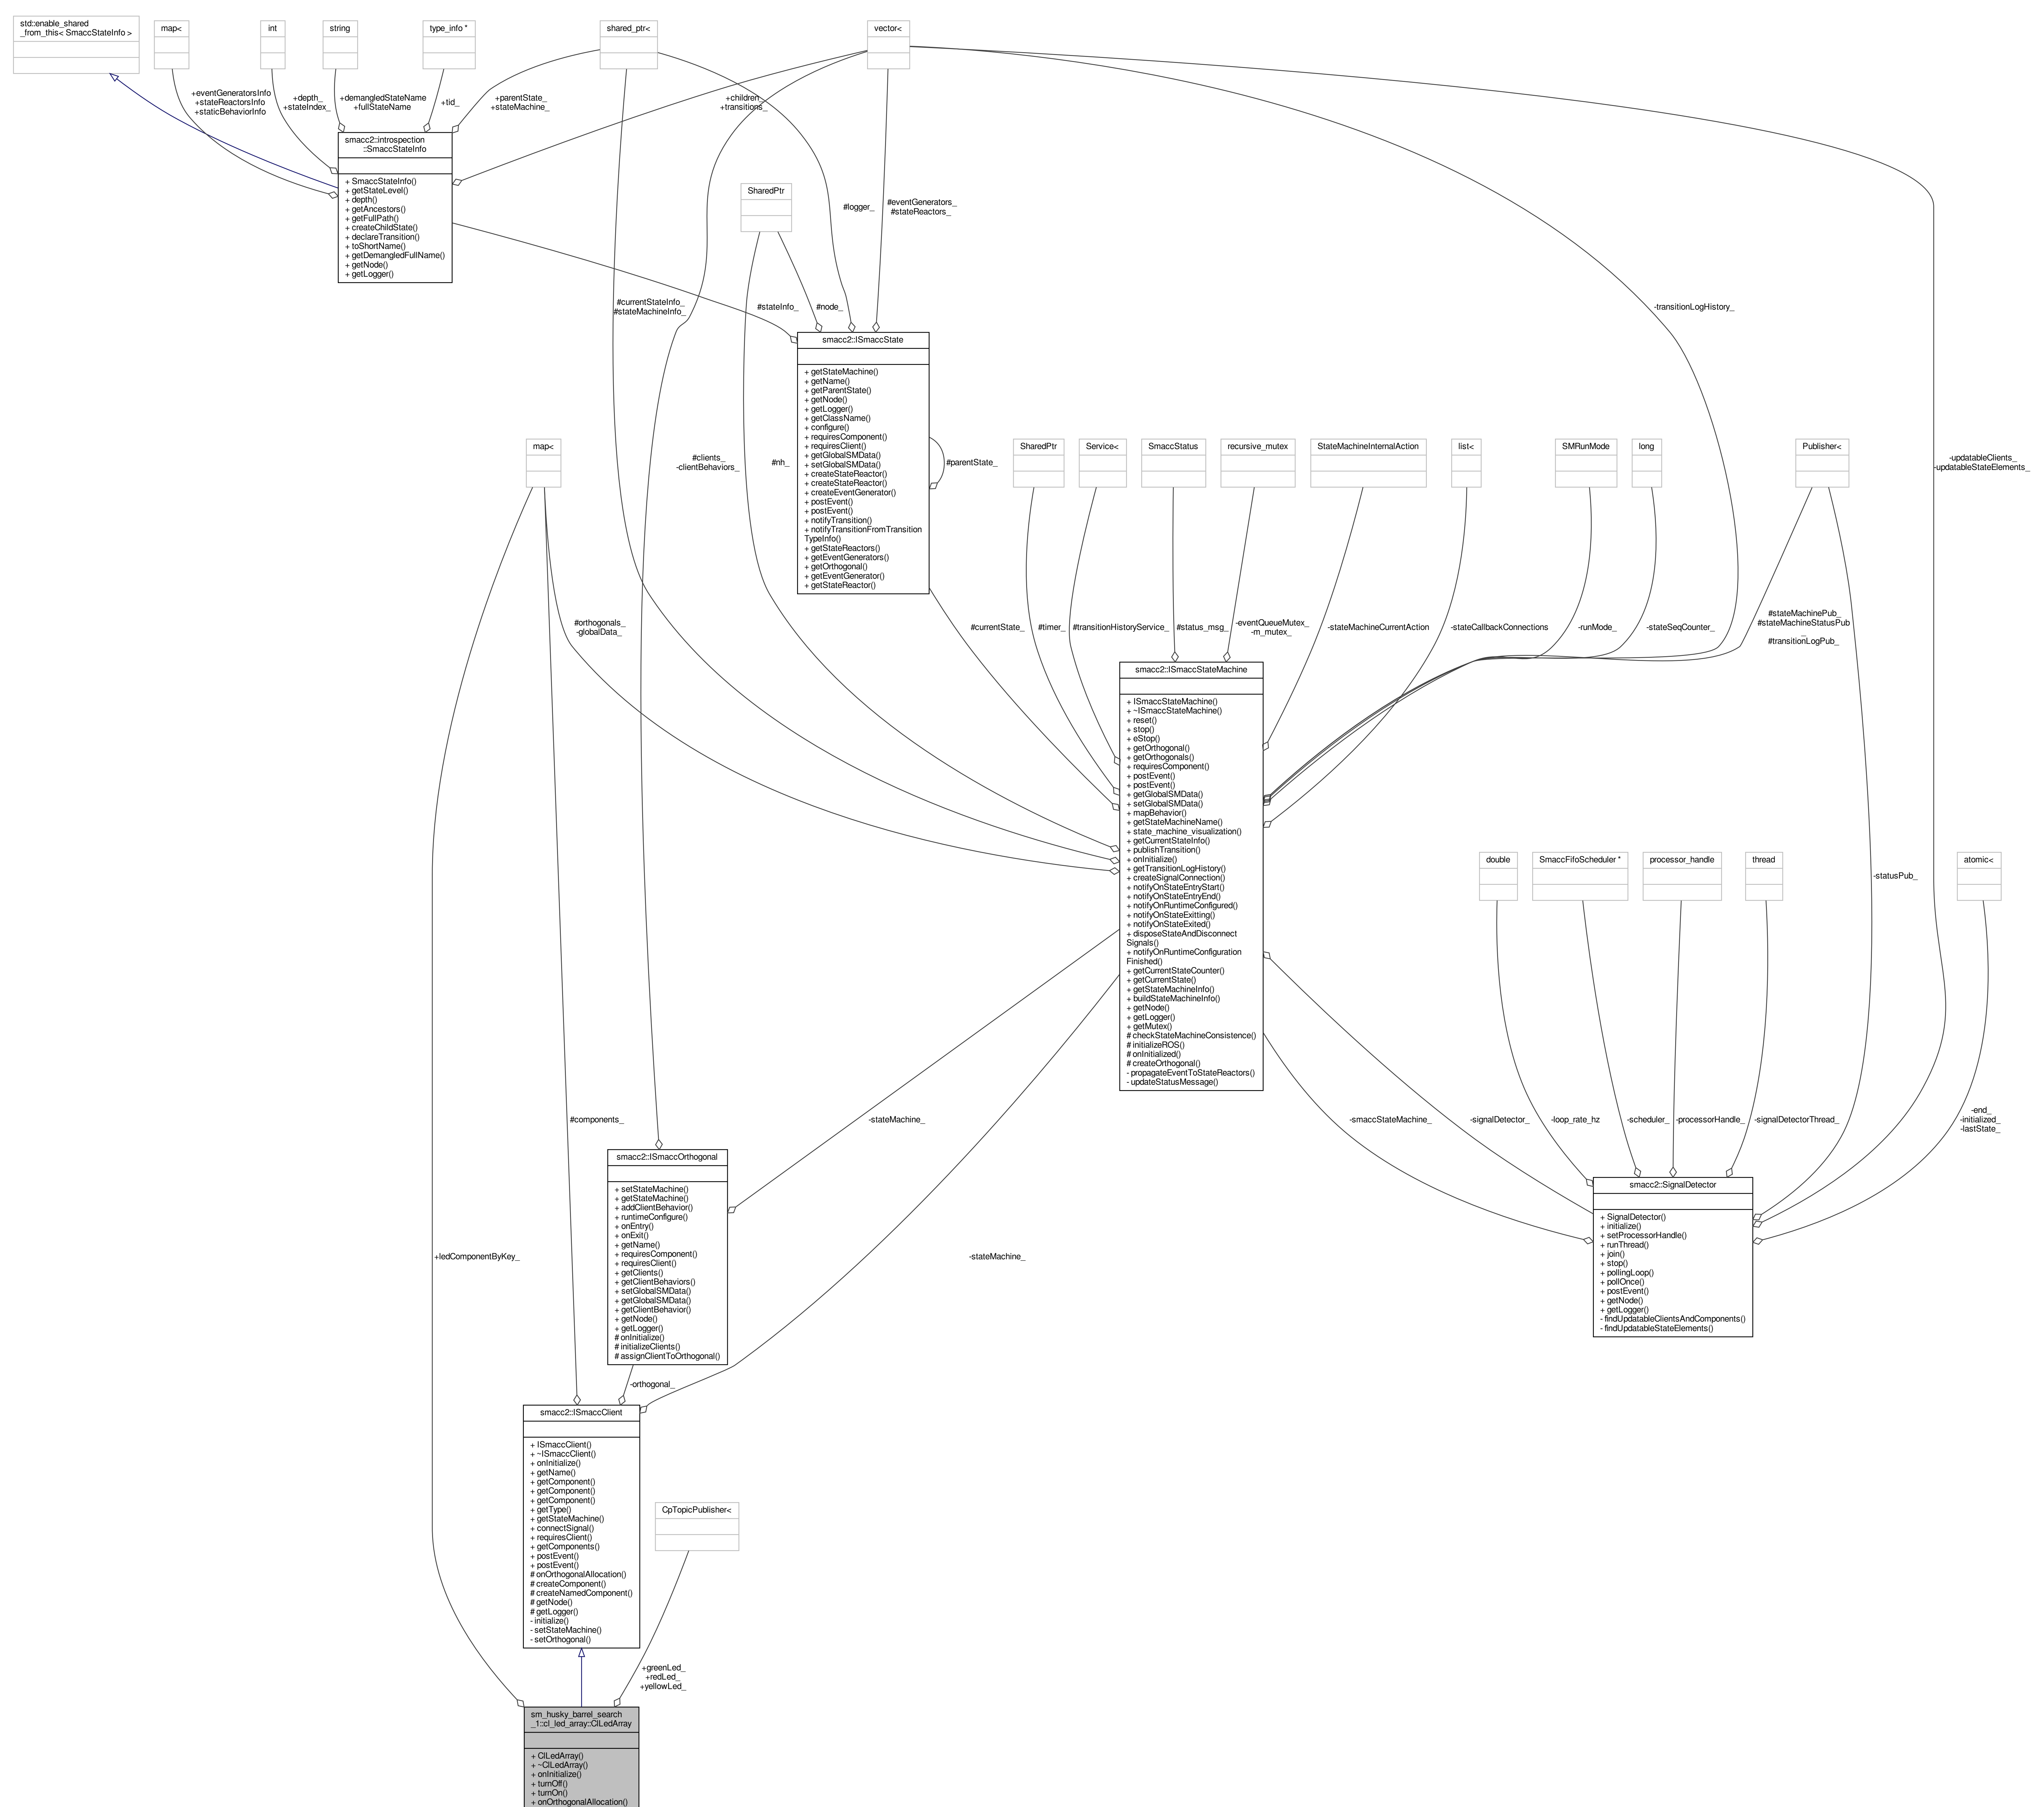 std::enable_shared
_from_this< SmaccStateInfo >
map<
int
string
type_info *
shared_ptr<
vector<
+eventGeneratorsInfo
+stateReactorsInfo
+staticBehaviorInfo
+depth_
+stateIndex_
+demangledStateName
+fullStateName
+tid_
+parentState_
+stateMachine_
+children_
+transitions_
smacc2::introspection
::SmaccStateInfo
+ SmaccStateInfo()
+ getStateLevel()
+ depth()
+ getAncestors()
+ getFullPath()
+ createChildState()
+ declareTransition()
+ toShortName()
+ getDemangledFullName()
+ getNode()
+ getLogger()
SharedPtr
#logger_
#eventGenerators_
#stateReactors_
#currentStateInfo_
#stateMachineInfo_
#stateInfo_
#node_
-transitionLogHistory_
smacc2::ISmaccState
+ getStateMachine()
+ getName()
+ getParentState()
+ getNode()
+ getLogger()
+ getClassName()
+ configure()
+ requiresComponent()
+ requiresClient()
+ getGlobalSMData()
+ setGlobalSMData()
+ createStateReactor()
+ createStateReactor()
+ createEventGenerator()
+ postEvent()
+ postEvent()
+ notifyTransition()
+ notifyTransitionFromTransition
TypeInfo()
+ getStateReactors()
+ getEventGenerators()
+ getOrthogonal()
+ getEventGenerator()
+ getStateReactor()
map<
#clients_
-clientBehaviors_
#nh_
#parentState_
SharedPtr
Service<
SmaccStatus
recursive_mutex
StateMachineInternalAction
list<
SMRunMode
long
Publisher<
-updatableClients_
-updatableStateElements_
#orthogonals_
-globalData_
#currentState_
#timer_
#transitionHistoryService_
#status_msg_
-eventQueueMutex_
-m_mutex_
-stateMachineCurrentAction
-stateCallbackConnections
-runMode_
-stateSeqCounter_
#stateMachinePub_
#stateMachineStatusPub
_
#transitionLogPub_
smacc2::ISmaccStateMachine
+ ISmaccStateMachine()
+ ~ISmaccStateMachine()
+ reset()
+ stop()
+ eStop()
+ getOrthogonal()
+ getOrthogonals()
+ requiresComponent()
+ postEvent()
+ postEvent()
+ getGlobalSMData()
+ setGlobalSMData()
+ mapBehavior()
+ getStateMachineName()
+ state_machine_visualization()
+ getCurrentStateInfo()
+ publishTransition()
+ onInitialize()
+ getTransitionLogHistory()
+ createSignalConnection()
+ notifyOnStateEntryStart()
+ notifyOnStateEntryEnd()
+ notifyOnRuntimeConfigured()
+ notifyOnStateExitting()
+ notifyOnStateExited()
+ disposeStateAndDisconnect
Signals()
+ notifyOnRuntimeConfiguration
Finished()
+ getCurrentStateCounter()
+ getCurrentState()
+ getStateMachineInfo()
+ buildStateMachineInfo()
+ getNode()
+ getLogger()
+ getMutex()
# checkStateMachineConsistence()
# initializeROS()
# onInitialized()
# createOrthogonal()
- propagateEventToStateReactors()
- updateStatusMessage()
double
SmaccFifoScheduler *
processor_handle
thread
atomic<
-statusPub_
#components_
-stateMachine_
-smaccStateMachine_
-signalDetector_
-loop_rate_hz
-scheduler_
-processorHandle_
-signalDetectorThread_
-end_
-initialized_
-lastState_
smacc2::ISmaccOrthogonal
+ setStateMachine()
+ getStateMachine()
+ addClientBehavior()
+ runtimeConfigure()
+ onEntry()
+ onExit()
+ getName()
+ requiresComponent()
+ requiresClient()
+ getClients()
+ getClientBehaviors()
+ setGlobalSMData()
+ getGlobalSMData()
+ getClientBehavior()
+ getNode()
+ getLogger()
# onInitialize()
# initializeClients()
# assignClientToOrthogonal()
smacc2::SignalDetector
+ SignalDetector()
+ initialize()
+ setProcessorHandle()
+ runThread()
+ join()
+ stop()
+ pollingLoop()
+ pollOnce()
+ postEvent()
+ getNode()
+ getLogger()
- findUpdatableClientsAndComponents()
- findUpdatableStateElements()
+ledComponentByKey_
-stateMachine_
-orthogonal_
smacc2::ISmaccClient
+ ISmaccClient()
+ ~ISmaccClient()
+ onInitialize()
+ getName()
+ getComponent()
+ getComponent()
+ getComponent()
+ getType()
+ getStateMachine()
+ connectSignal()
+ requiresClient()
+ getComponents()
+ postEvent()
+ postEvent()
# onOrthogonalAllocation()
# createComponent()
# createNamedComponent()
# getNode()
# getLogger()
- initialize()
- setStateMachine()
- setOrthogonal()
CpTopicPublisher<
+greenLed_
+redLed_
+yellowLed_
sm_husky_barrel_search
_1::cl_led_array::ClLedArray
+ ClLedArray()
+ ~ClLedArray()
+ onInitialize()
+ turnOff()
+ turnOn()
+ onOrthogonalAllocation()